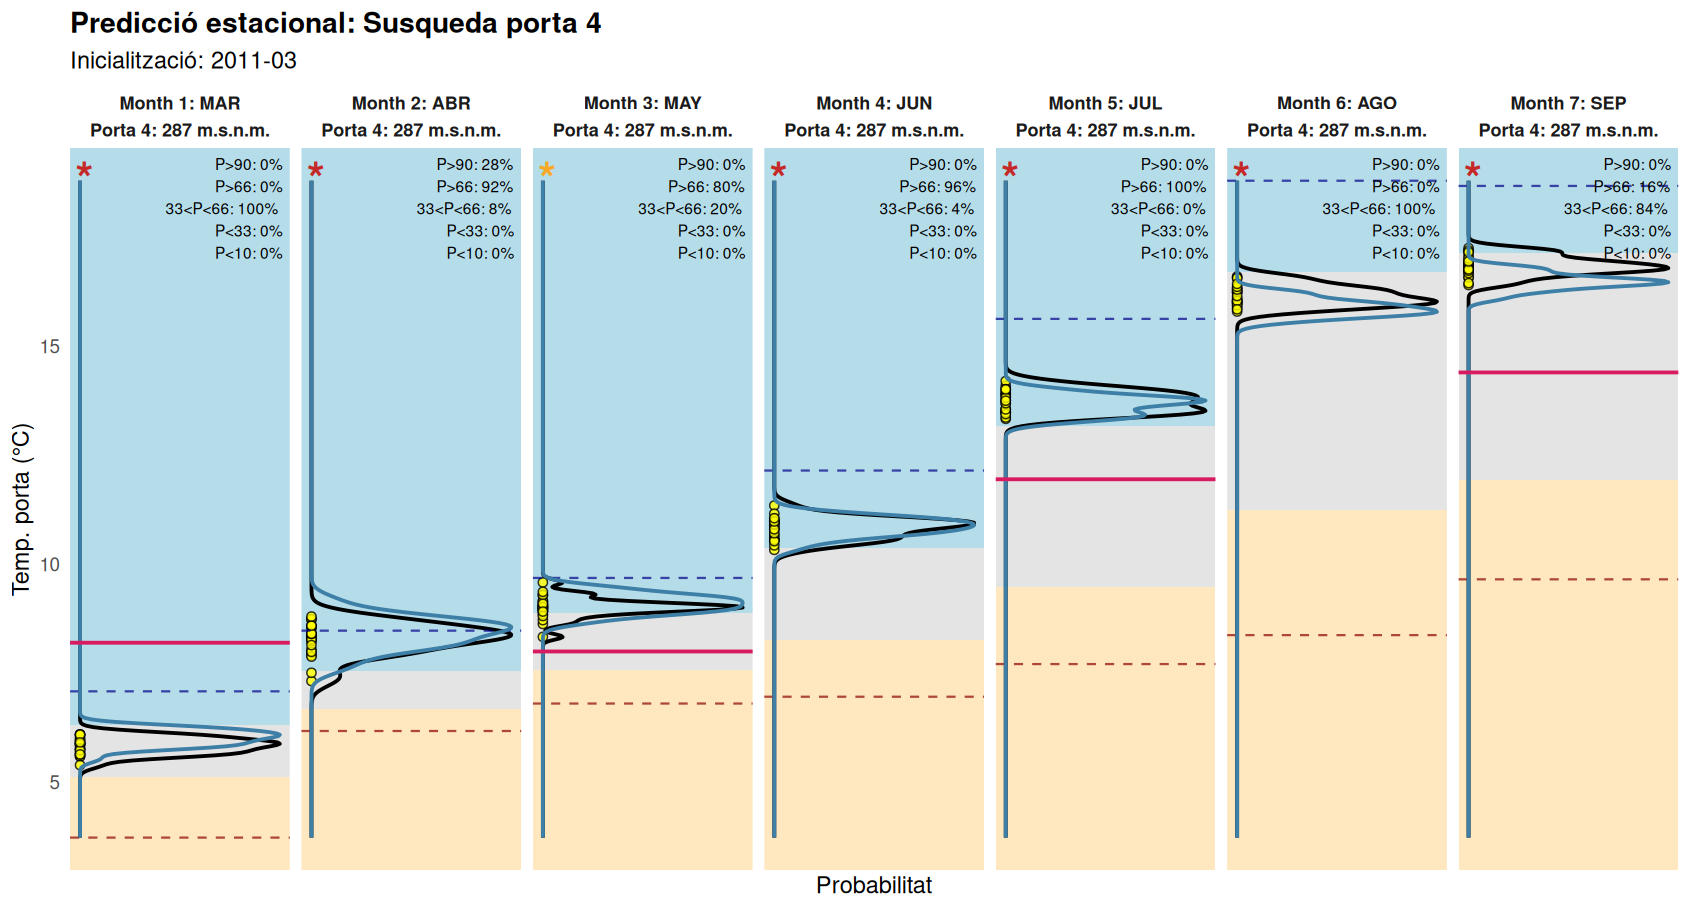 Predicció estacional: Susqueda porta 4
Inicialització: 2011-03
Month 1: MAR
Porta 4: 287 m.s.n.m.
Month 2: ABR
Porta 4: 287 m.s.n.m.
Month 3: MAY
Porta 4: 287 m.s.n.m.
Month 4: JUN
Porta 4: 287 m.s.n.m.
Month 5: JUL
Porta 4: 287 m.s.n.m.
Month 6: AGO
Porta 4: 287 m.s.n.m.
Month 7: SEP
Porta 4: 287 m.s.n.m.
*
P>90: 0%
P>66: 0%
33<P<66: 100%
P<33: 0%
P<10: 0%
*
P>90: 28%
P>66: 92%
33<P<66: 8%
P<33: 0%
P<10: 0%
*
P>90: 0%
P>66: 80%
33<P<66: 20%
P<33: 0%
P<10: 0%
*
P>90: 0%
P>66: 96%
33<P<66: 4%
P<33: 0%
P<10: 0%
*
P>90: 0%
P>66: 100%
33<P<66: 0%
P<33: 0%
P<10: 0%
*
P>90: 0%
P>66: 0%
33<P<66: 100%
P<33: 0%
P<10: 0%
*
P>90: 0%
P>66: 16%
33<P<66: 84%
P<33: 0%
P<10: 0%
Temp. porta (°C)
15
10
5
Probabilitat